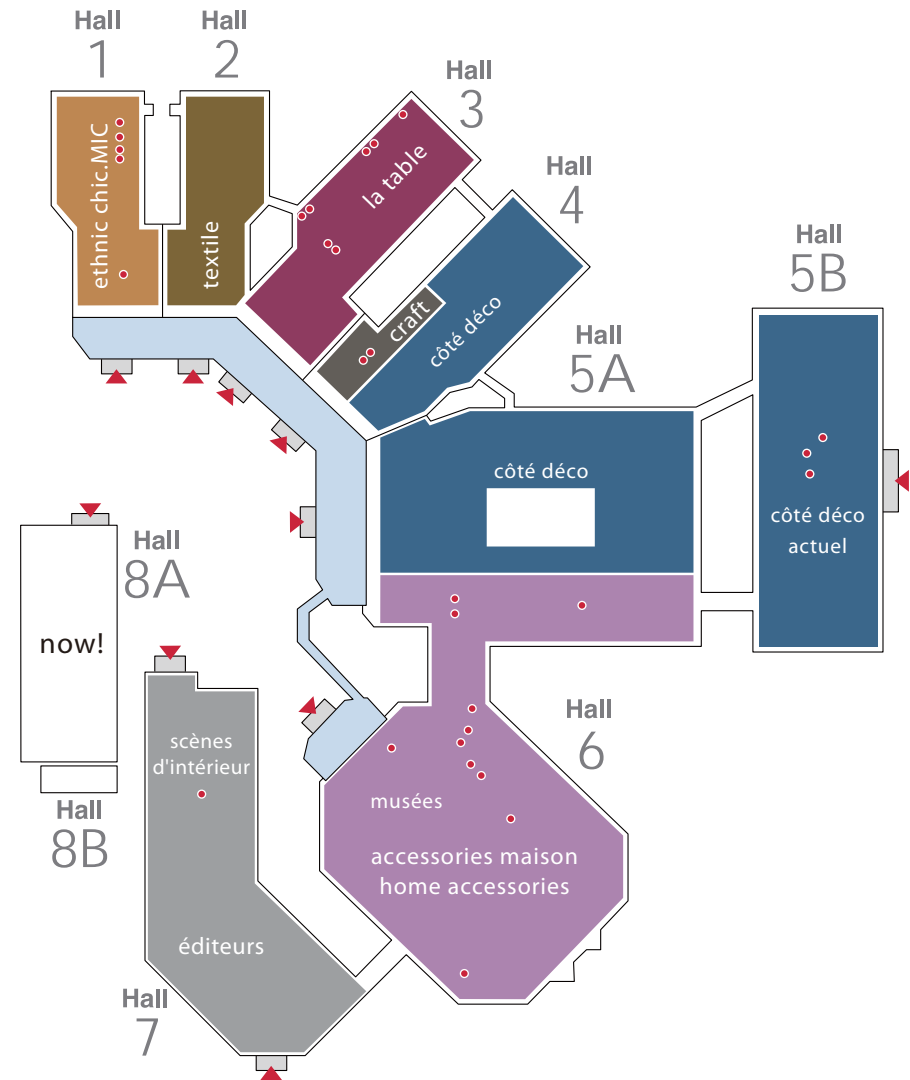 Hall
1
Hall
2
Hall
3
Hall
4
Hall
5A
Hall
5B
ethnic chic.MIC
textile
la table
craft
côté déco
côté déco
côté déco
actuel
Hall
8A
now!
Hall
8B
scènes
d'intérieur
éditeurs
Hall
7
Hall
6
musées
accessories maison
home accessories